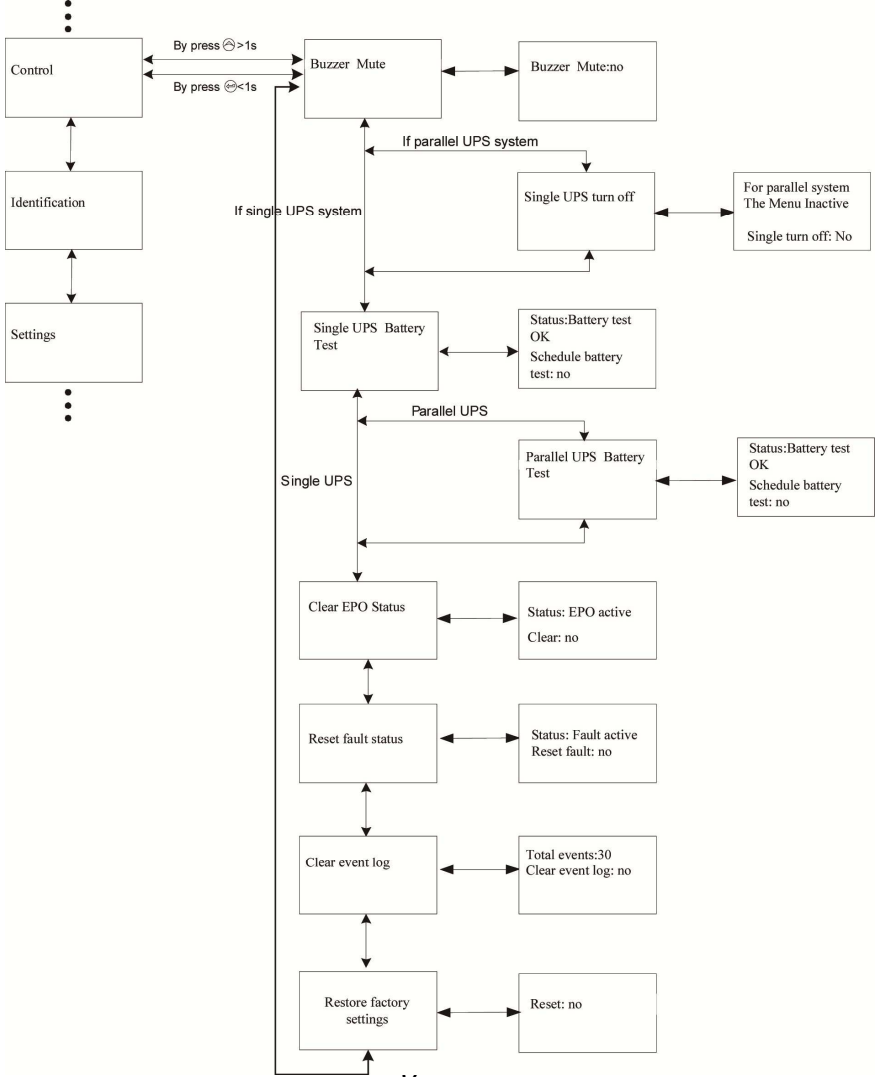 By press >1s
Control
Buzzer Mute
Buzzer Mute:no
By press <1s
If parallel UPS system
Identification
If single UPS system
Single UPS turn off
For parallel system
The Menu Inactive
Single turn off: No
Settings
Single UPS Battery
Test
Status:Battery test
OK
Schedule battery
test: no
Parallel UPS
Single UPS
Parallel UPS Battery
Test
Status:Battery test
OK
Schedule battery
test: no
Clear EPO Status
Status: EPO active
Clear: no
Reset fault status
Status: Fault active
Reset fault: no
Clear event log
Total events:30
Clear event log: no
Restore factory
settings
Reset: no